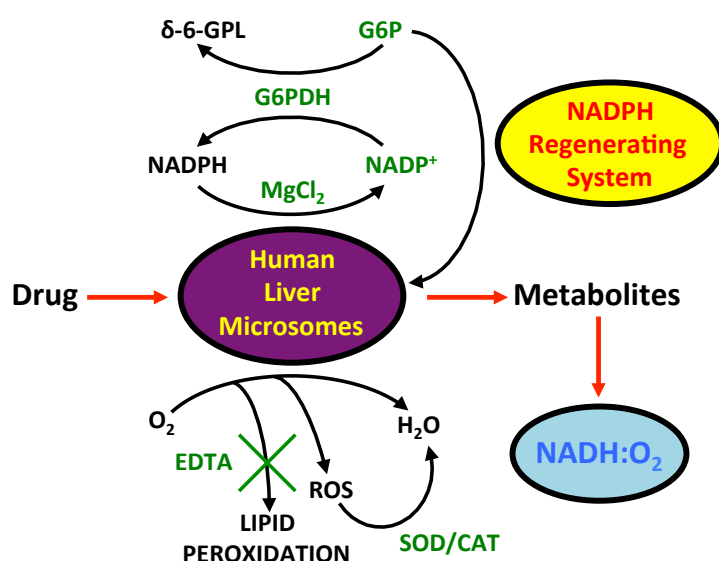 δ-6-GPL
G6P
G6PDH
NADPH
NADP⁺
MgCl₂
NADPH
Regenerating
System
Drug
Human
Liver
Microsomes
Metabolites
O₂
H₂O
EDTA
ROS
LIPID
PEROXIDATION
SOD/CAT
NADH:O₂